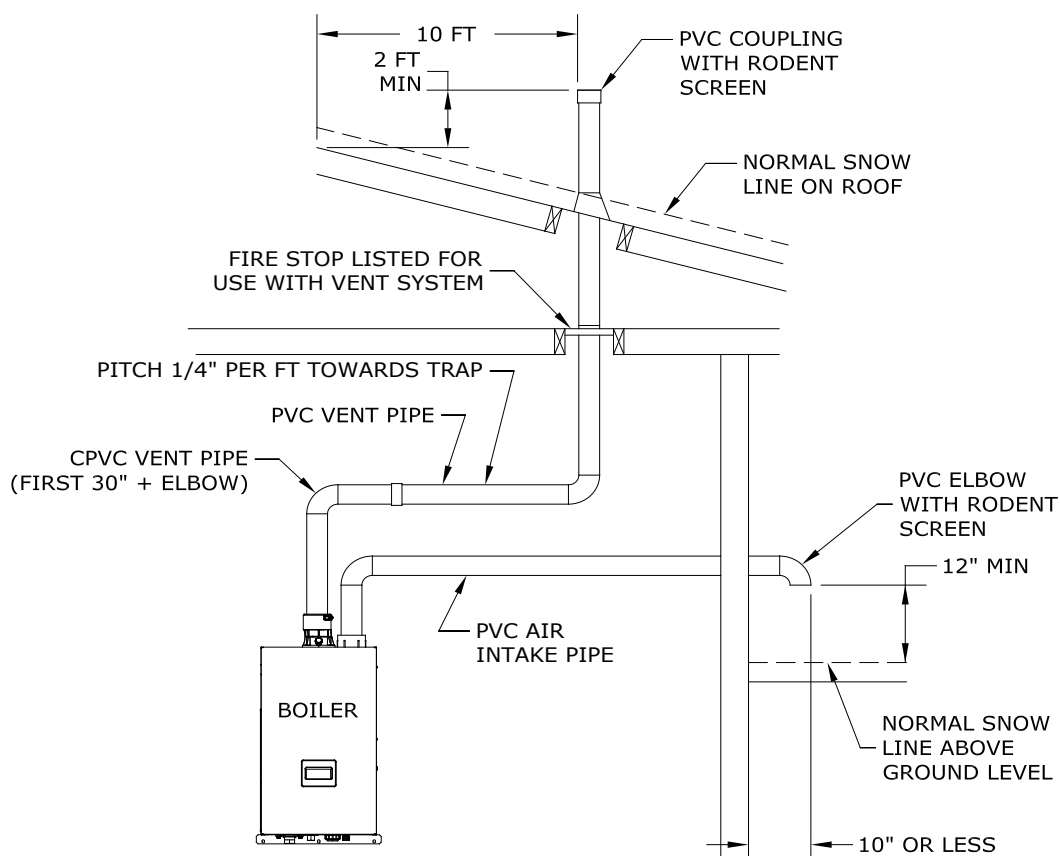 10 FT
2 FT
MIN
PVC COUPLING
WITH RODENT
SCREEN
NORMAL SNOW
LINE ON ROOF
FIRE STOP LISTED FOR
USE WITH VENT SYSTEM
PITCH 1/4" PER FT TOWARDS TRAP
PVC VENT PIPE
CPVC VENT PIPE
(FIRST 30" + ELBOW)
PVC ELBOW
WITH RODENT
SCREEN
12" MIN
PVC AIR
INTAKE PIPE
BOILER
NORMAL SNOW
LINE ABOVE
GROUND LEVEL
10" OR LESS